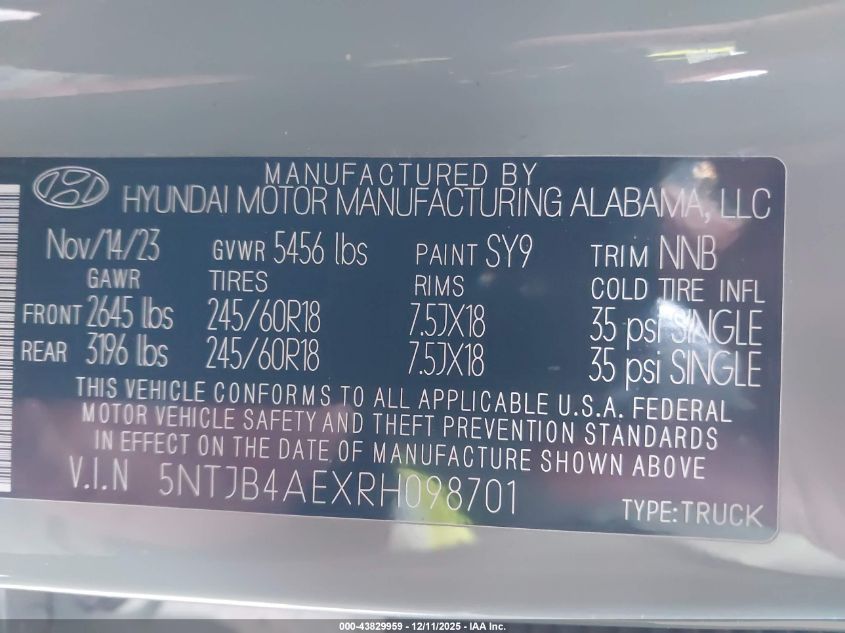 MANUFACTURED BY
HYUNDAI MOTOR MANUFACTURING ALABAMA, LLC
Nov/14/23 GVWR 5456 lbs PAINT SY9 TRIM NNB
GAWR TIRES RIMS COLD TIRE INFL
FRONT 2645 lbs 245/60R18 7.5JX18 35 psi SINGLE
REAR 3196 lbs 245/60R18 7.5JX18 35 psi SINGLE
THIS VEHICLE CONFORMS TO ALL APPLICABLE U.S.A. FEDERAL
MOTOR VEHICLE SAFETY AND THEFT PREVENTION STANDARDS
IN EFFECT ON THE DATE OF MANUFACTURE SHOWN ABOVE
V.I.N 5NTJB4AEXRH098701
TYPE:TRUCK
000-43829959 - 12/11/2025 - IAA Inc.